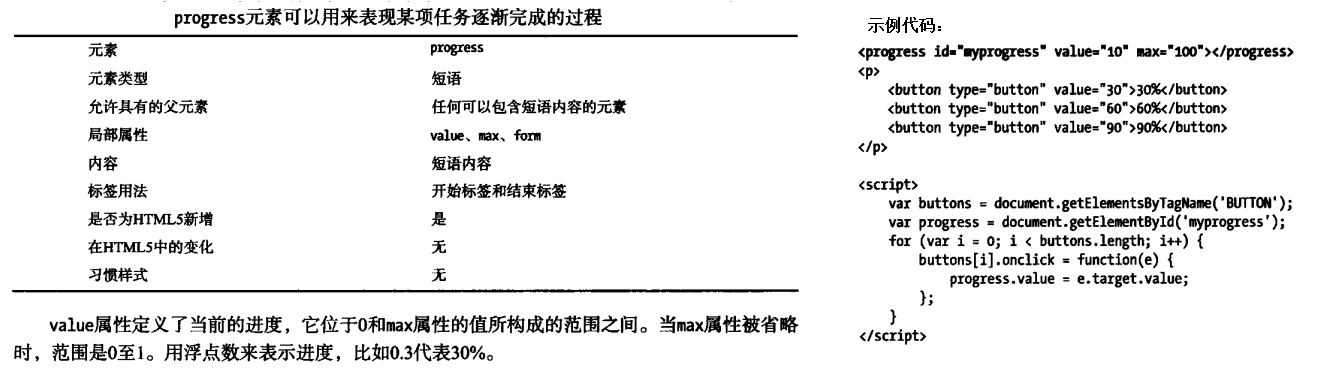 progress元素可以用来表现某项任务逐渐完成的过程
元素 progress
元素类型 短语
允许具有的父元素 任何可以包含短语内容的元素
局部属性 value、max、form
内容 短语内容
标签用法 开始标签和结束标签
是否为HTML5新增 是
在HTML5中的变化 无
习惯样式 无
value属性定义了当前的进度，它位于0和max属性的值所构成的范围之间。当max属性被省略
时，范围是0至1。用浮点数来表示进度，比如0.3代表30%。
示例代码：
<progress id="myprogress" value="10" max="100"></progress>
<p>
    <button type="button" value="30">30%</button>
    <button type="button" value="60">60%</button>
    <button type="button" value="90">90%</button>
</p>
<script>
    var buttons = document.getElementsByTagName('BUTTON');
    var progress = document.getElementById('myprogress');
    for (var i = 0; i < buttons.length; i++) {
        buttons[i].onclick = function(e) {
            progress.value = e.target.value;
        };
    }
</script>